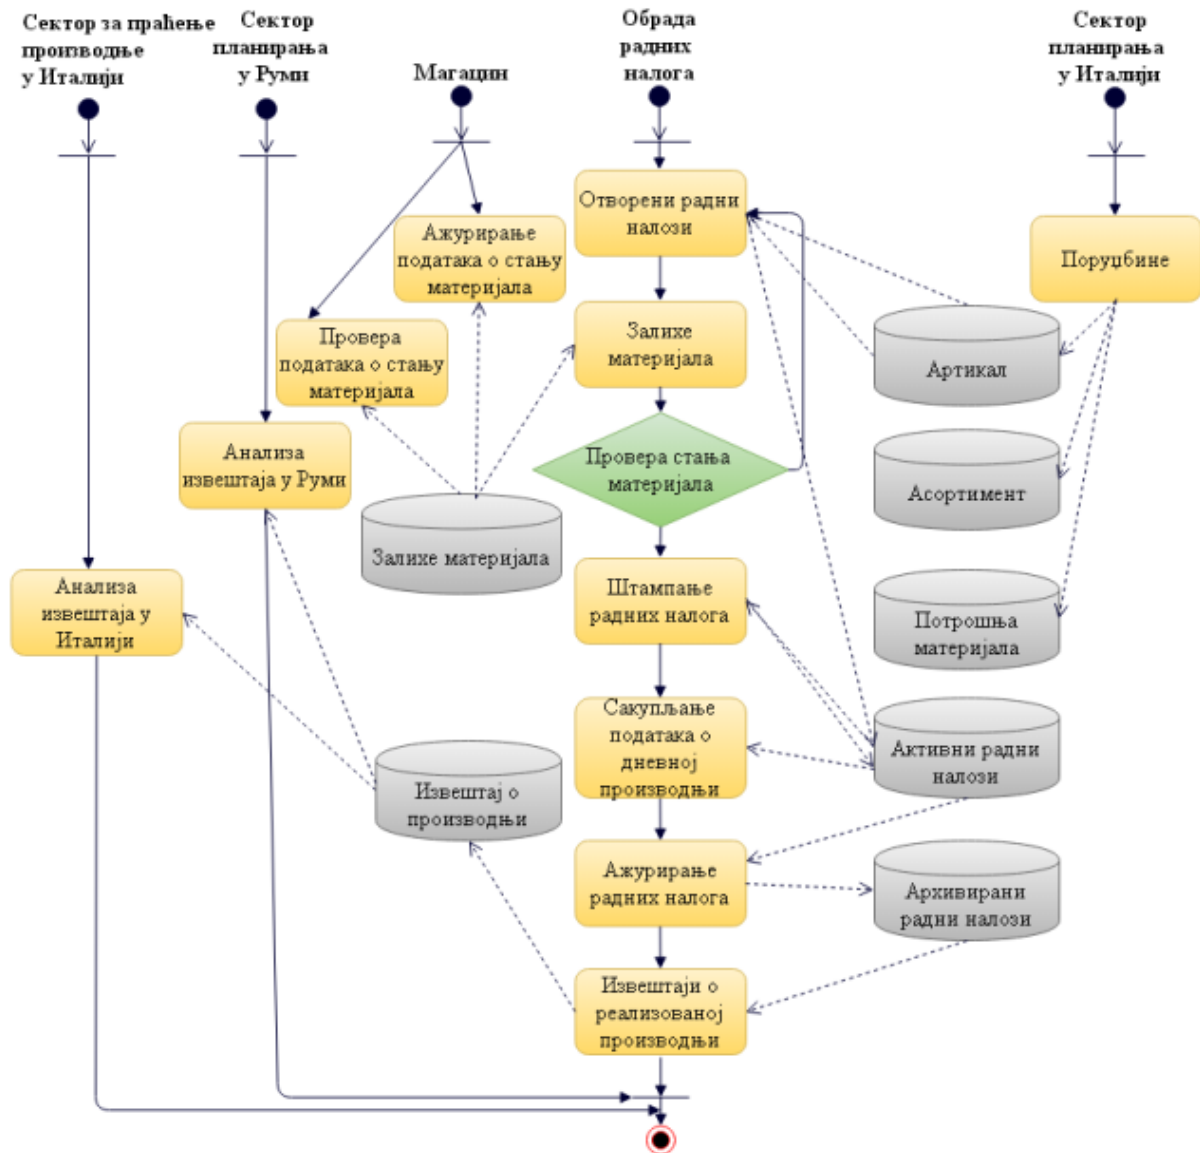 Сектор за праћење
производње
у Италији
Сектор
планирања
у Руми
Магацин
Обрада
радних
налога
Сектор
планирања
у Италији
Отворени радни
налози
Ажурирање
података о стању
материјала
Поруџбине
Провера
података о стању
материјала
Залихе
материјала
Артикал
Анализа
извештаја у Руми
Провера стања
материјала
Асортимент
Залихе материјала
Анализа
извештаја у
Италији
Штампање
радних налога
Потрошња
материјала
Сакупљање
података о
дневној
производњи
Активни радни
налози
Извештај о
производњи
Ажурирање
радних налога
Архивирани
радни налози
Извештаји о
реализованој
производњи